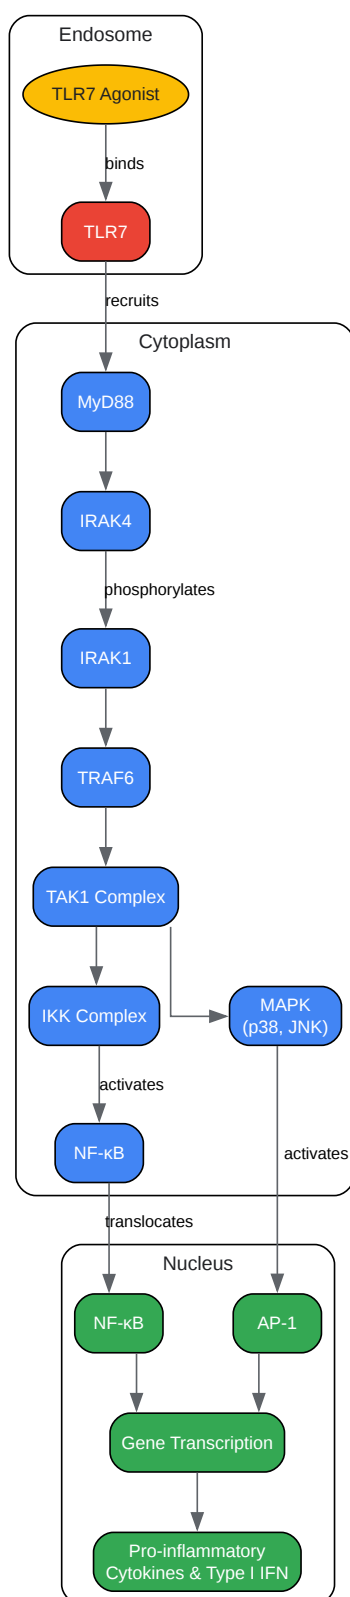 Endosome
TLR7 Agonist
binds
TLR7
recruits
Cytoplasm
MyD88
IRAK4
phosphorylates
IRAK1
TRAF6
TAK1 Complex
IKK Complex
MAPK
(p38, JNK)
activates
NF-κB
activates
translocates
Nucleus
NF-κB
AP-1
Gene Transcription
Pro-inflammatory
Cytokines & Type I IFN